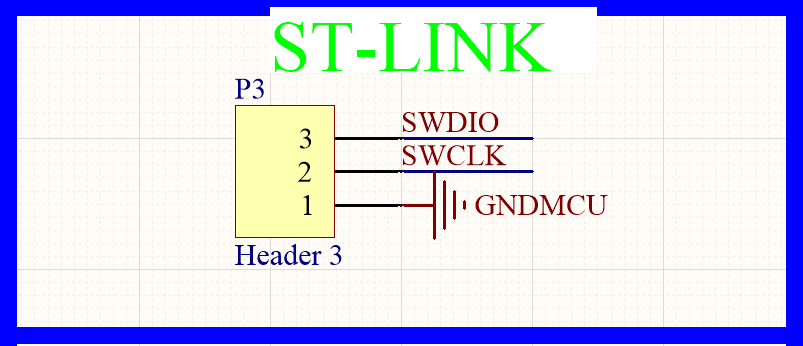 ST-LINK
P3
3 SWDIO
2 SWCLK
1 GNDMCU
Header 3